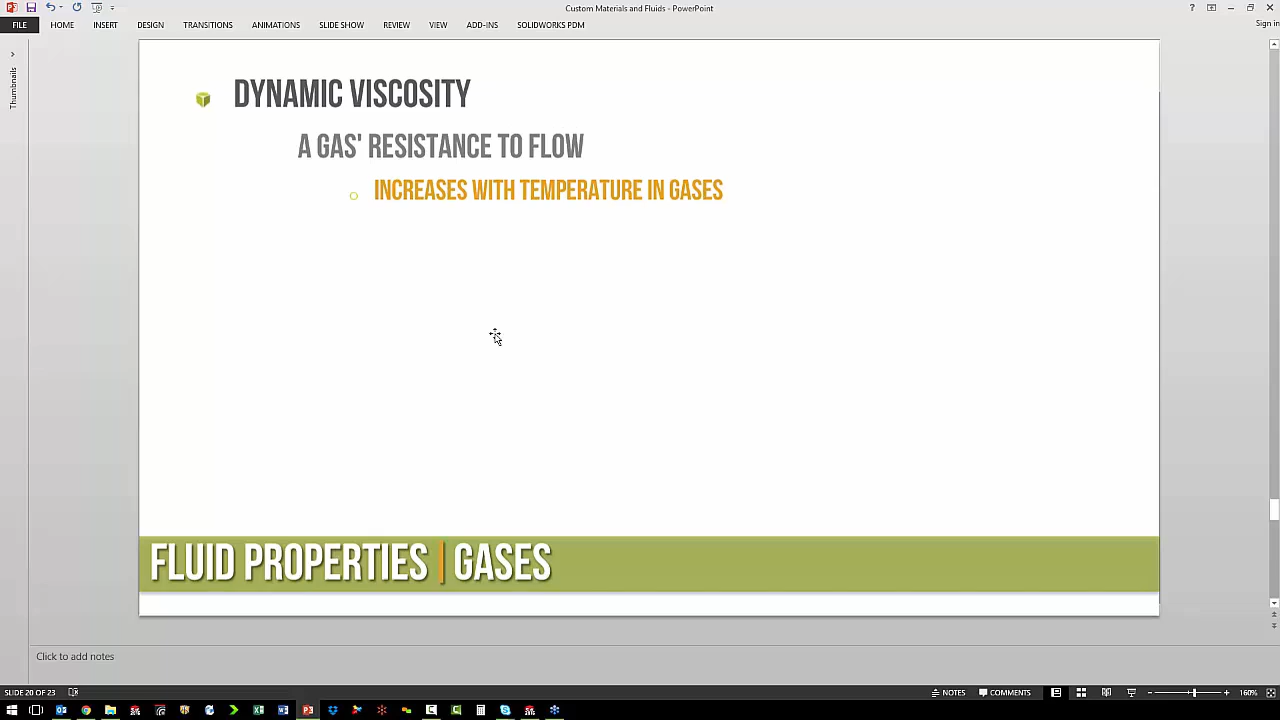 Custom Materials and Fluids - PowerPoint
FILE HOME INSERT DESIGN TRANSITIONS ANIMATIONS SLIDE SHOW REVIEW VIEW ADD-INS SOLIDWORKS PDM
Sign in
Thumbnails
DYNAMIC VISCOSITY
A GAS' RESISTANCE TO FLOW
INCREASES WITH TEMPERATURE IN GASES
FLUID PROPERTIES | GASES
Click to add notes
SLIDE 20 OF 23 NOTES COMMENTS 160%